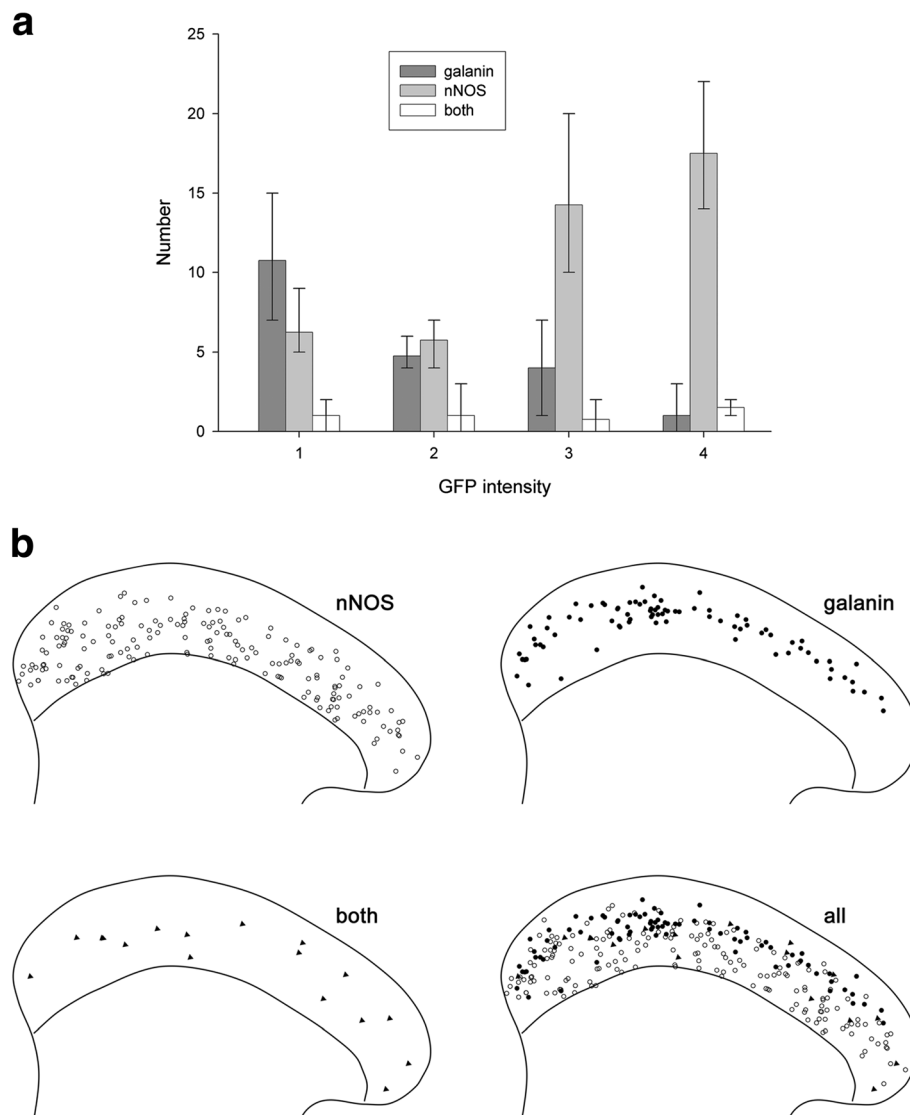 a
25
20
15
10
5
0
Number
galanin
nNOS
both
1 2 3 4
GFP intensity
b
nNOS
galanin
both
all